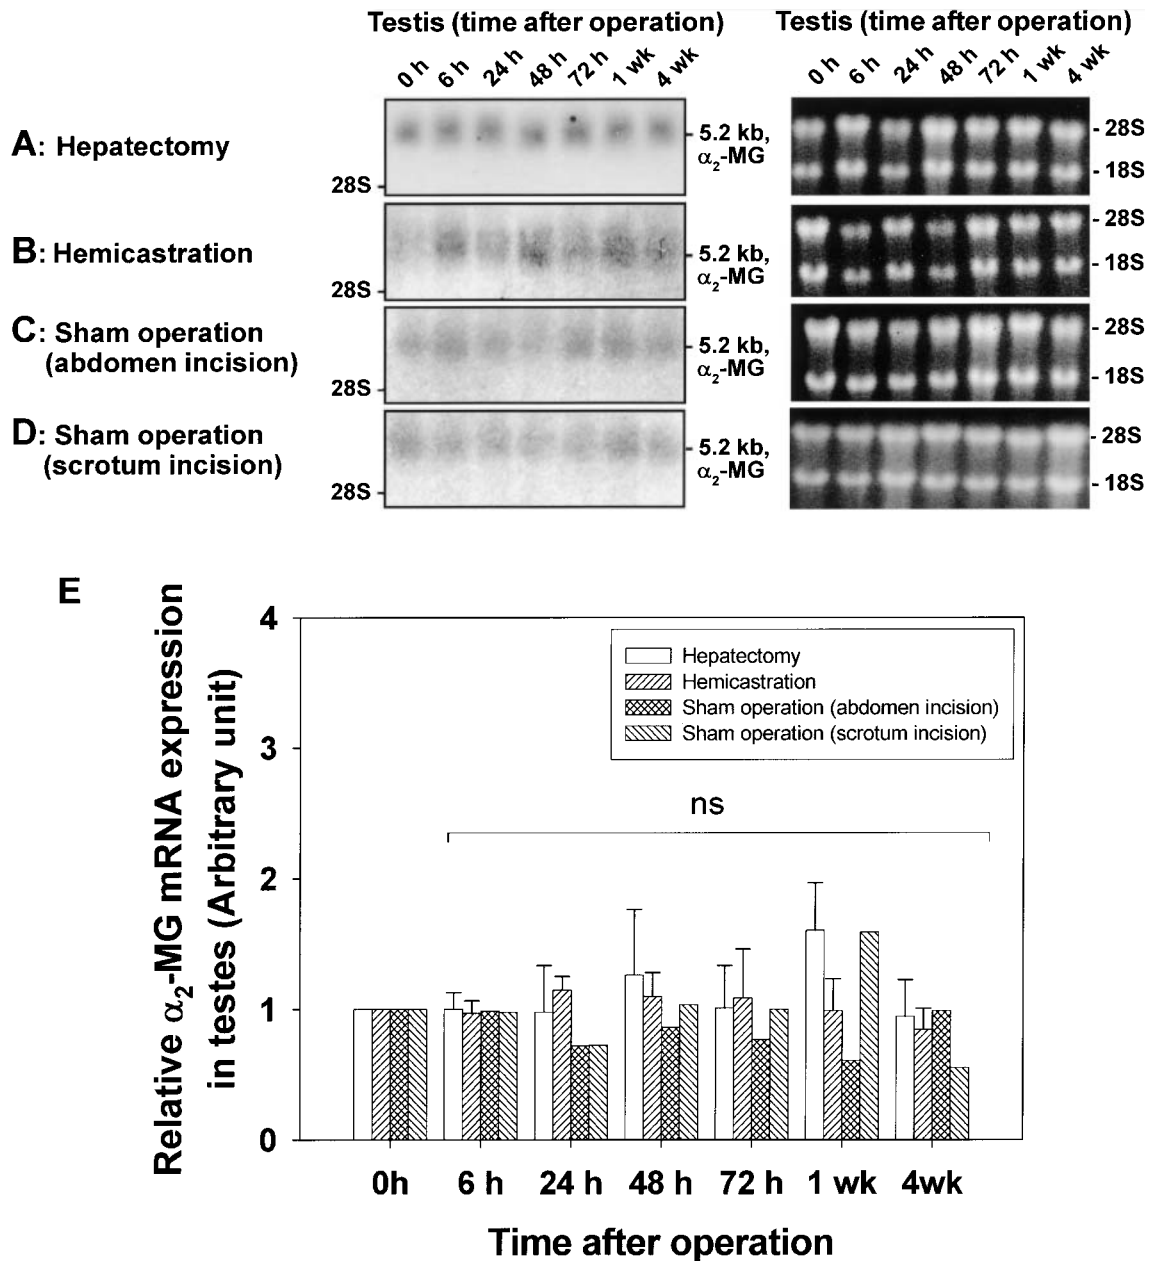 Testis (time after operation)
0 h 6 h 24 h 48 h 72 h 1 wk 4 wk
Testis (time after operation)
0 h 6 h 24 h 48 h 72 h 1 wk 4 wk
A: Hepatectomy
5.2 kb,
α2-MG
28S
28S
18S
B: Hemicastration
5.2 kb,
α2-MG
28S
28S
18S
C: Sham operation
(abdomen incision)
5.2 kb,
α2-MG
28S
28S
18S
D: Sham operation
(scrotum incision)
5.2 kb,
α2-MG
28S
28S
18S
E
Relative α2-MG mRNA expression
in testes (Arbitrary unit)
4
3
2
1
0
Hepatectomy
Hemicastration
Sham operation (abdomen incision)
Sham operation (scrotum incision)
ns
0h 6 h 24 h 48 h 72 h 1 wk 4wk
Time after operation